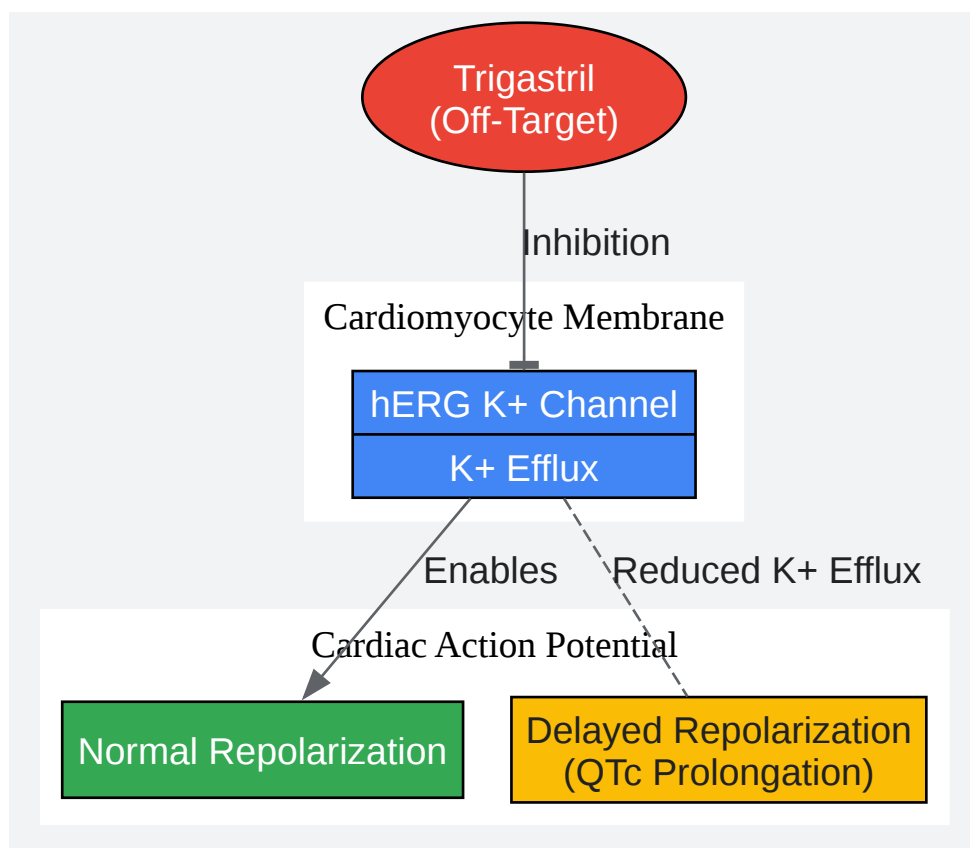 Trigastril
(Off-Target)
Inhibition
Cardiomyocyte Membrane
hERG K+ Channel
K+ Efflux
Enables
Reduced K+ Efflux
Cardiac Action Potential
Normal Repolarization
Delayed Repolarization
(QTc Prolongation)